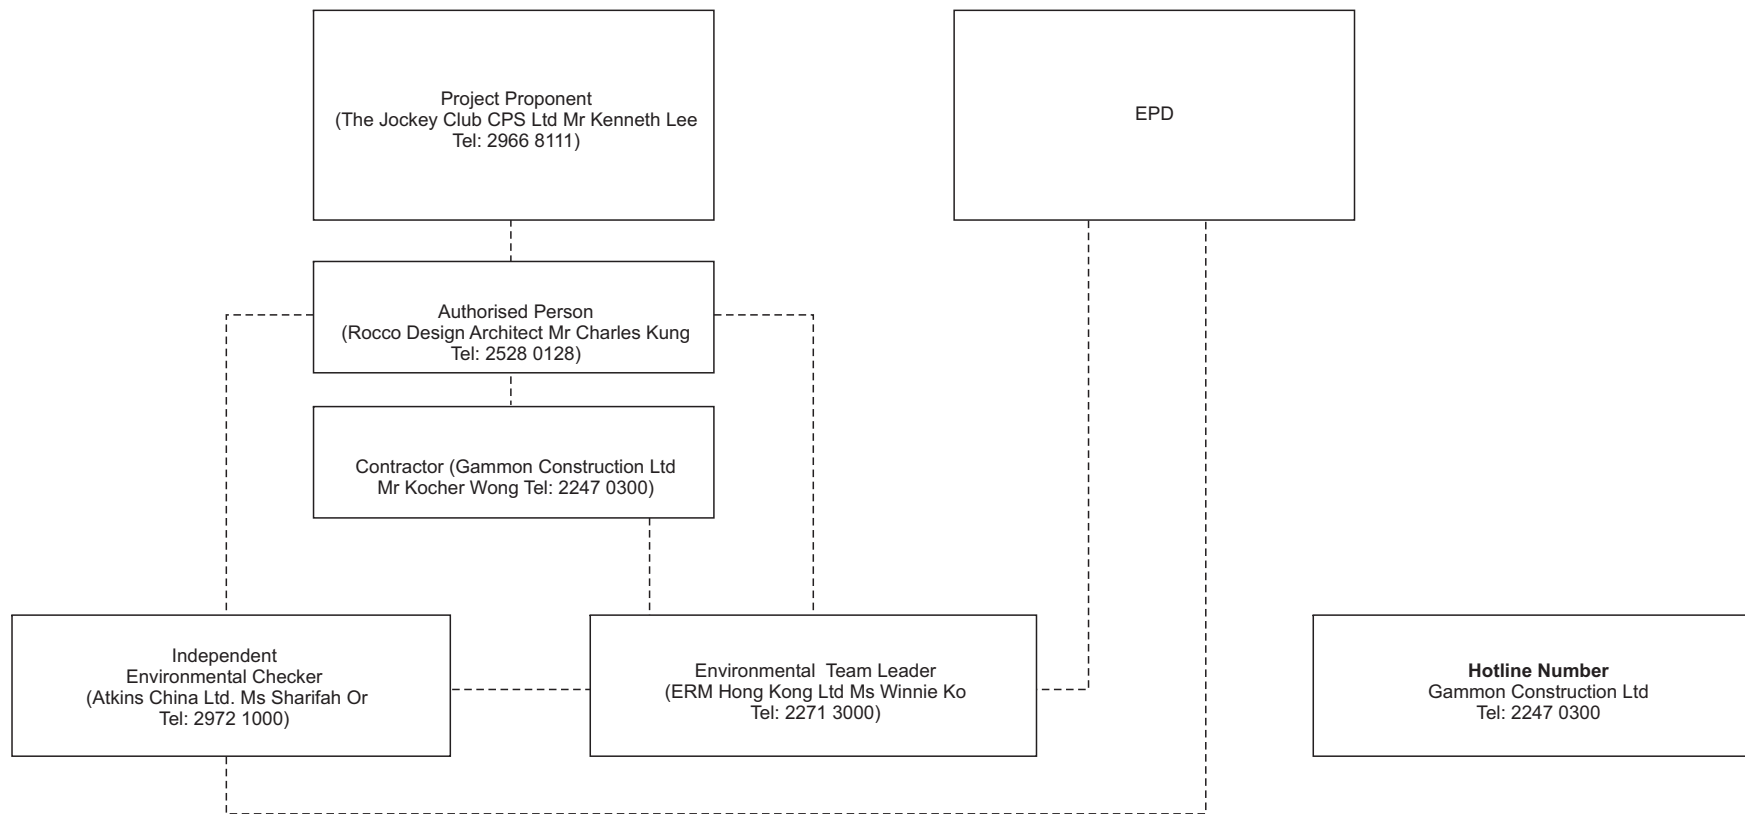 Project Proponent
(The Jockey Club CPS Ltd Mr Kenneth Lee
Tel: 2966 8111)
EPD
Authorised Person
(Rocco Design Architect Mr Charles Kung
Tel: 2528 0128)
Contractor (Gammon Construction Ltd
Mr Kocher Wong Tel: 2247 0300)
Independent
Environmental Checker
(Atkins China Ltd. Ms Sharifah Or
Tel: 2972 1000)
Environmental Team Leader
(ERM Hong Kong Ltd Ms Winnie Ko
Tel: 2271 3000)
Hotline Number
Gammon Construction Ltd
Tel: 2247 0300